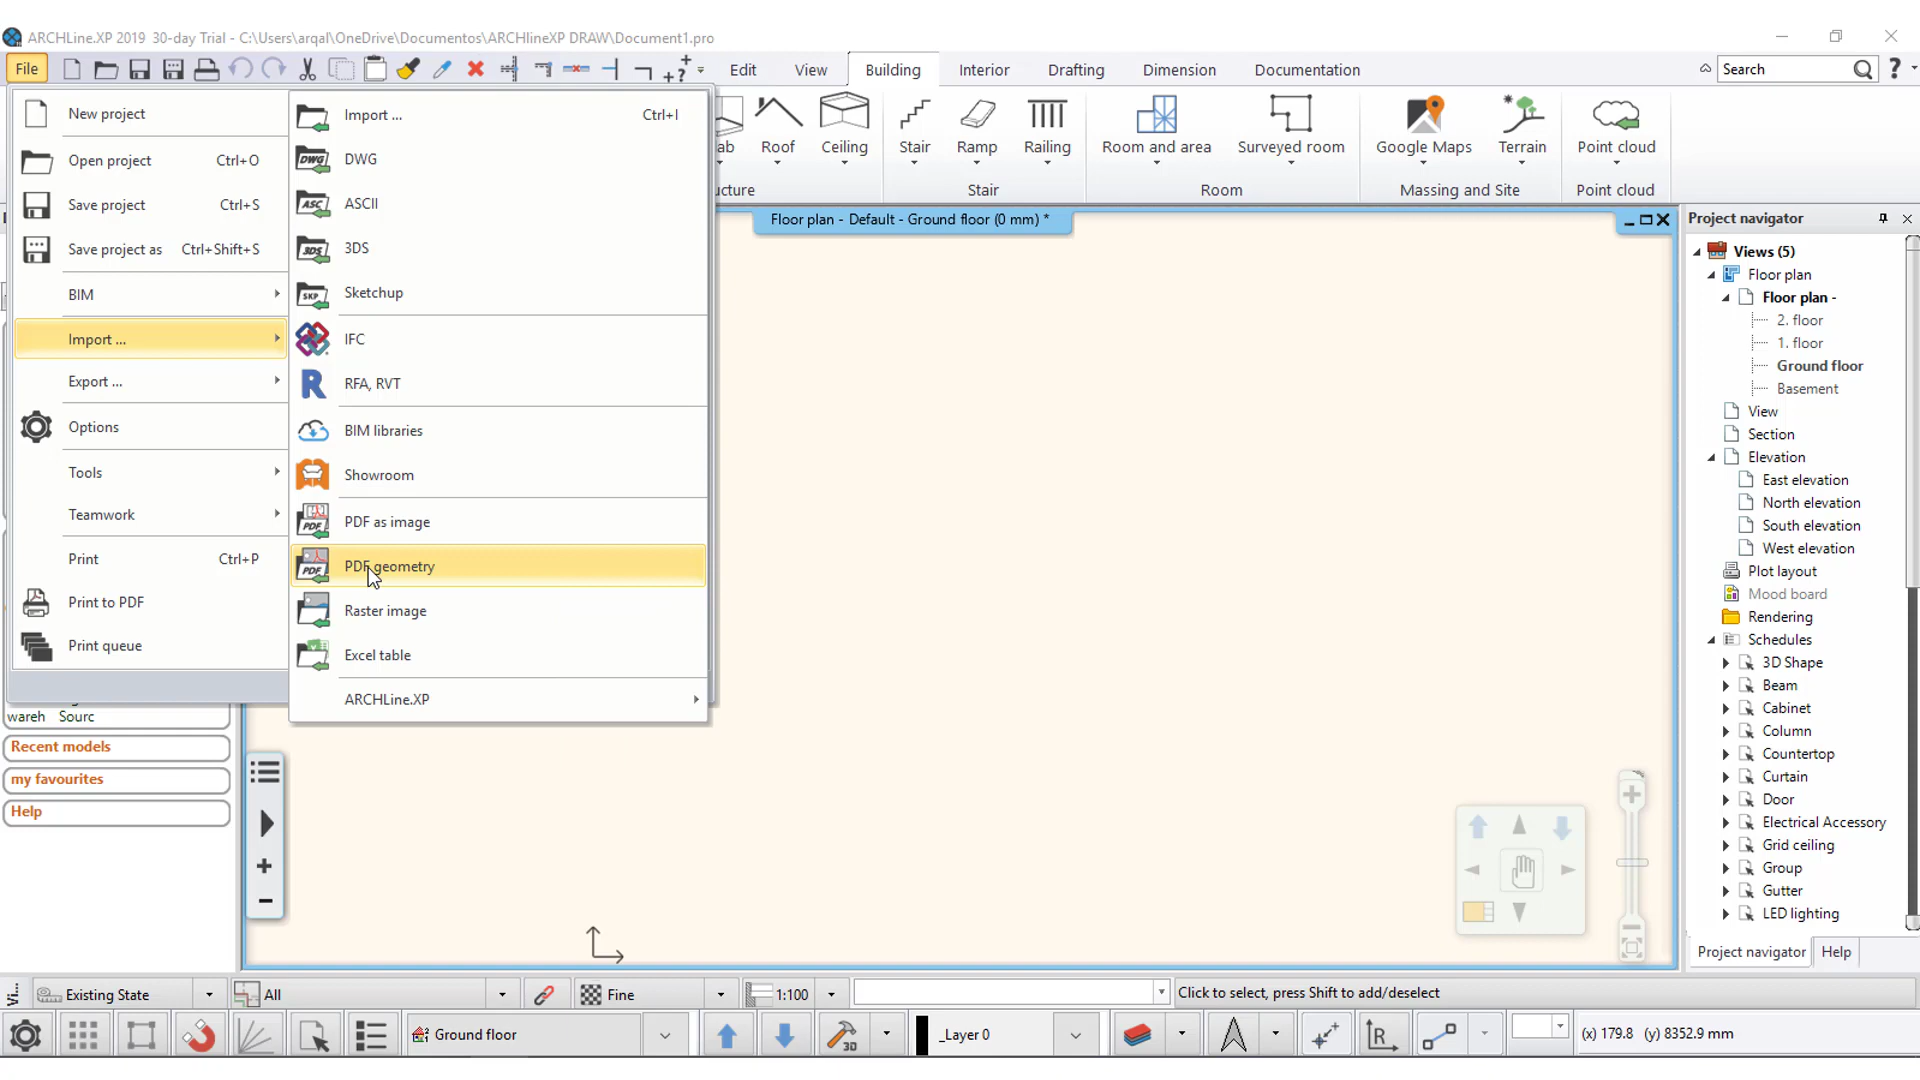 ARCHLine.XP 2019 30-day Trial - C:\Users\arqal\OneDrive\Documentos\ARCHlineXP DRAW\Document1.pro
File
Edit
View
Building
Interior
Drafting
Dimension
Documentation
Search
New project
Open project Ctrl+O
Save project Ctrl+S
Save project as Ctrl+Shift+S
BIM
Import ...
Export ...
Options
Tools
Teamwork
Print Ctrl+P
Print to PDF
Print queue
Import ... Ctrl+I
DWG
ASCII
3DS
Sketchup
IFC
RFA, RVT
BIM libraries
Showroom
PDF as image
PDF geometry
Raster image
Excel table
ARCHLine.XP
ab
Roof
Ceiling
Stair
Ramp
Railing
Room and area
Surveyed room
Google Maps
Terrain
Point cloud
ucture
Stair
Room
Massing and Site
Point cloud
Floor plan - Default - Ground floor (0 mm) *
Project navigator
Views (5)
Floor plan
Floor plan -
2. floor
1. floor
Ground floor
Basement
View
Section
Elevation
East elevation
North elevation
South elevation
West elevation
Plot layout
Mood board
Rendering
Schedules
3D Shape
Beam
Cabinet
Column
Countertop
Curtain
Door
Electrical Accessory
Grid ceiling
Group
Gutter
LED lighting
Project navigator
Help
wareh Sourc
Recent models
my favourites
Help
Existing State
All
Fine
1:100
Click to select, press Shift to add/deselect
Ground floor
3D
_Layer 0
(x) 179.8 (y) 8352.9 mm